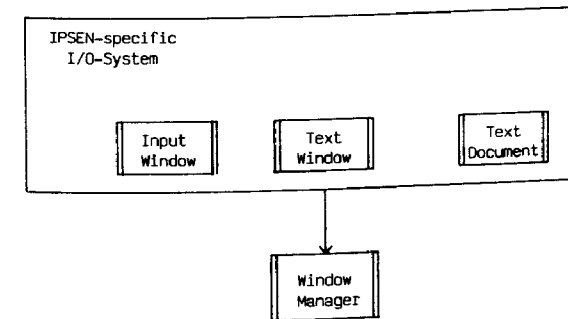 IPSEN-specific
I/O-System
Input
Window
Text
Window
Text
Document
Window
Manager